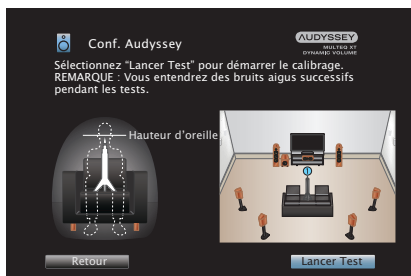 Conf. Audyssey
AUDYSSEY
MULTEQ XT
DYNAMIC VOLUME
Sélectionnez “Lancer Test” pour démarrer le calibrage.
REMARQUE : Vous entendrez des bruits aigus successifs
pendant les tests.
Hauteur d’oreille
Retour
Lancer Test